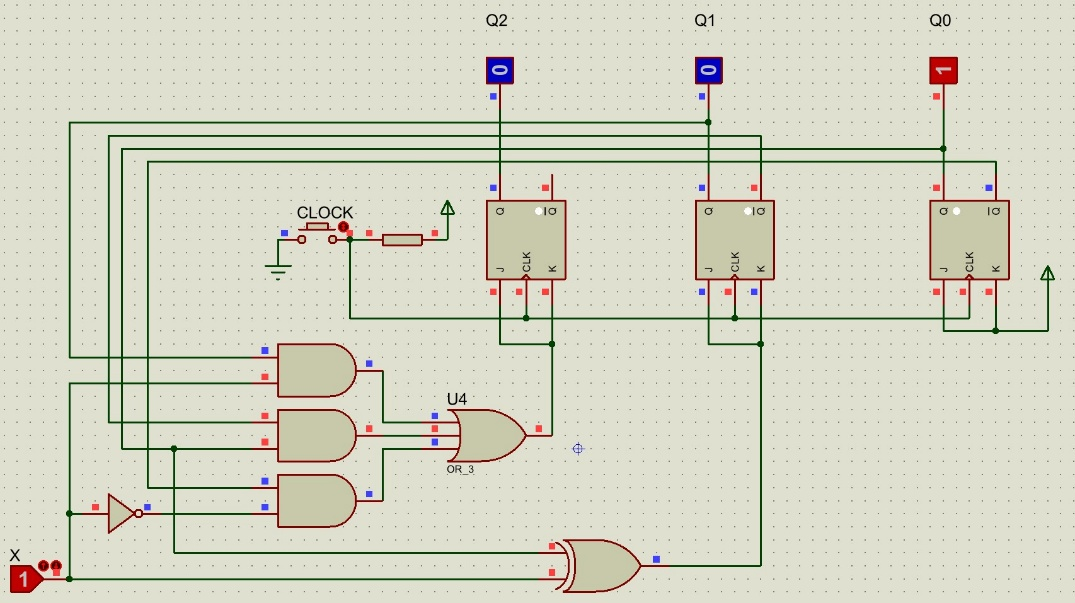 Q2 Q1 Q0
0 0 1
Q Q Q Q Q Q
CLOCK
J CLK K J CLK K J CLK K
U4
OR_3
X
1